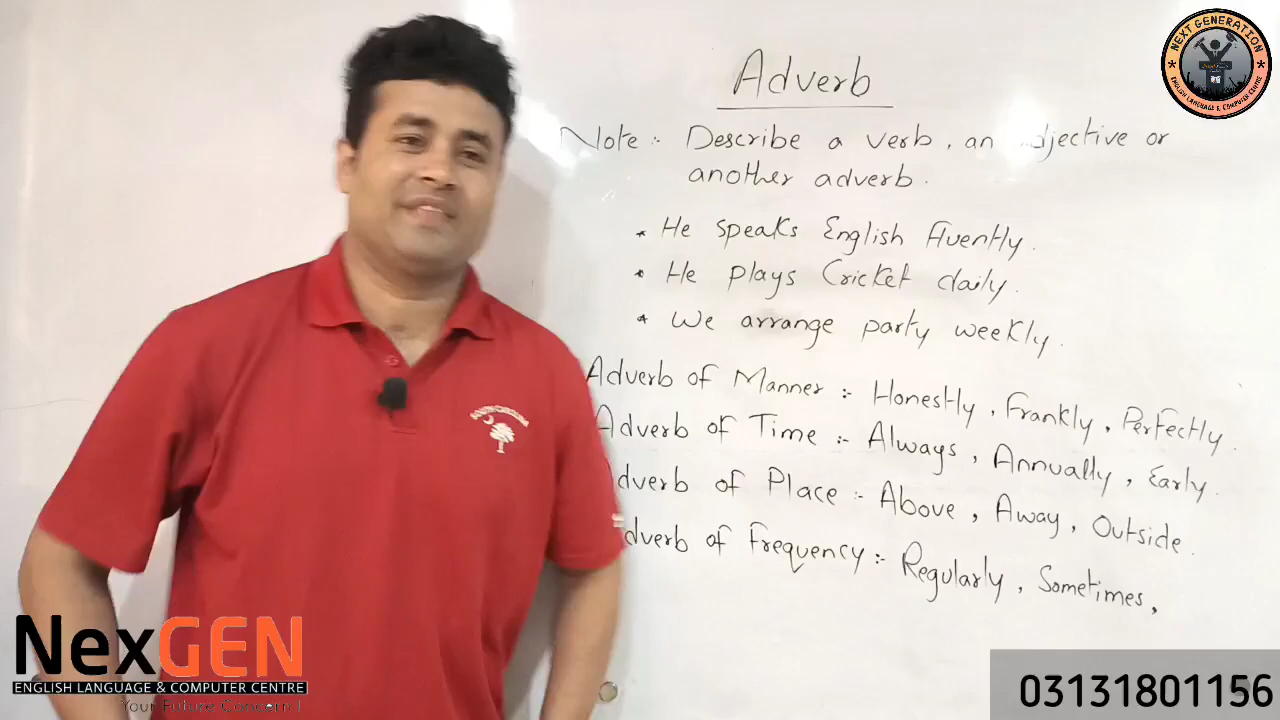 Adverb
Note :- Describe a verb, an adjective or
another adverb.
* He speaks English fluently.
* He plays Cricket daily.
* We arrange party weekly.
Adverb of Manner :- Honestly, Frankly, Perfectly.
Adverb of Time :- Always, Annually, Early.
Adverb of Place :- Above, Away, Outside.
Adverb of Frequency :- Regularly, Sometimes,
NEXT GENERATION
ENGLISH LANGUAGE & COMPUTER CENTRE
NexGEN
ENGLISH LANGUAGE & COMPUTER CENTRE
Your Future Concern !
03131801156